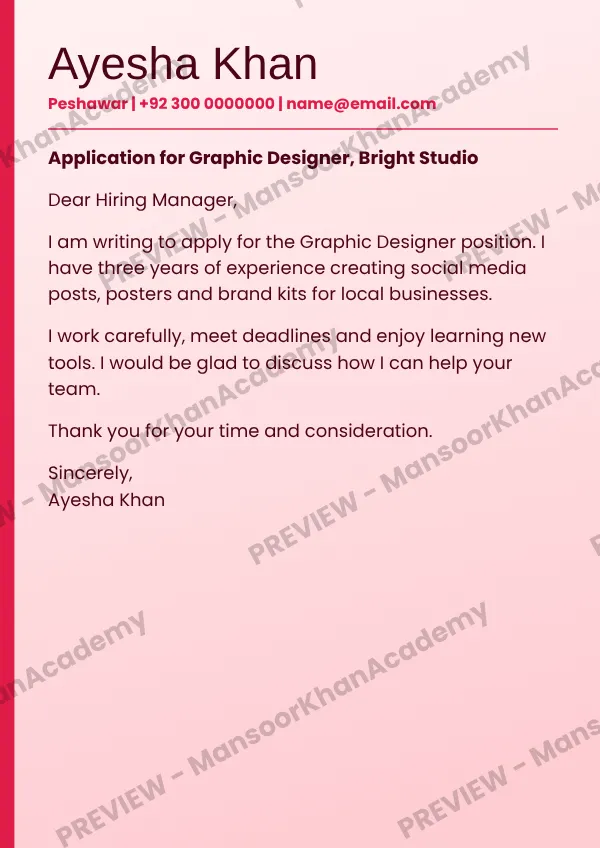 Ayesha Khan
Peshawar | +92 300 0000000 | name@email.com
Application for Graphic Designer, Bright Studio
Dear Hiring Manager,
I am writing to apply for the Graphic Designer position. I
have three years of experience creating social media
posts, posters and brand kits for local businesses.
I work carefully, meet deadlines and enjoy learning new
tools. I would be glad to discuss how I can help your
team.
Thank you for your time and consideration.
Sincerely,
Ayesha Khan
PREVIEW – MansoorKhanAcademy